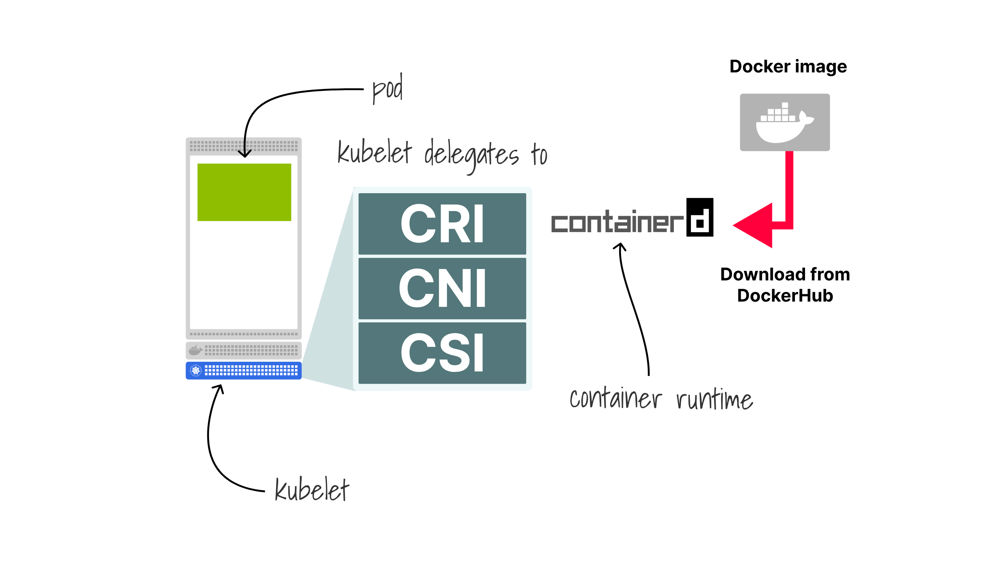 Docker image
pod
kubelet delegates to
CRI
containerd
CNI
Download from
DockerHub
CSI
container runtime
kubelet